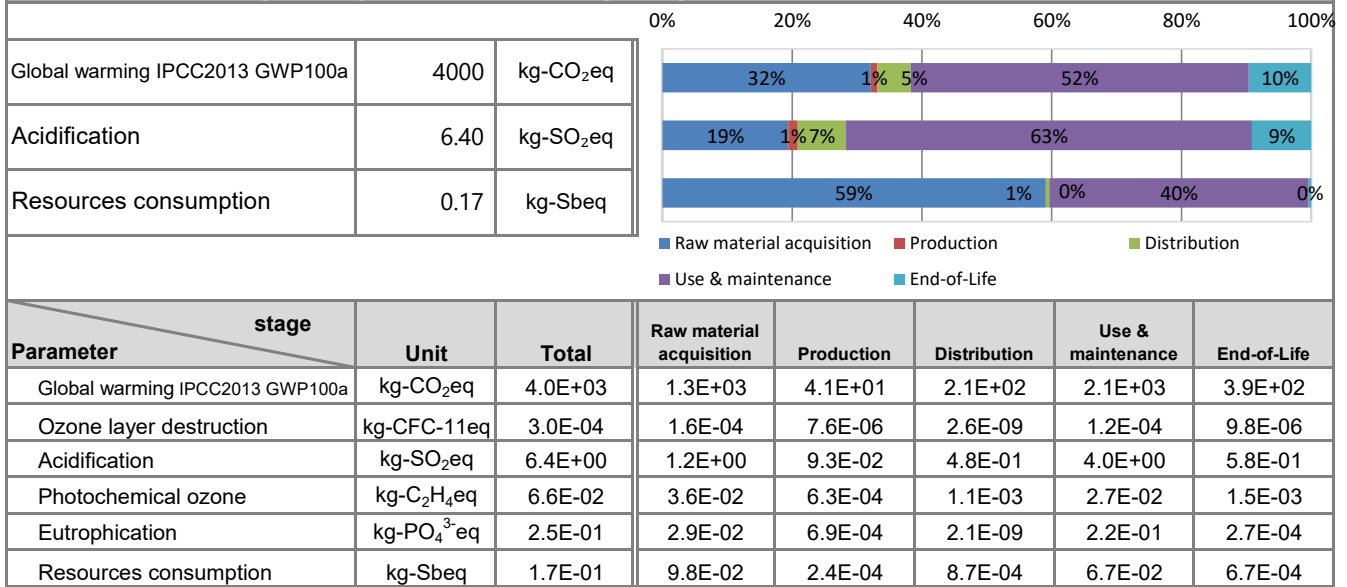 0% 20% 40% 60% 80% 100%
Global warming IPCC2013 GWP100a 4000 kg-CO₂eq 32% 1% 5% 52% 10%
Acidification 6.40 kg-SO₂eq 19% 1% 7% 63% 9%
Resources consumption 0.17 kg-Sbeq 59% 1% 0% 40% 0%
Raw material acquisition Production Distribution
Use & maintenance End-of-Life
stage
Parameter Unit Total Raw material acquisition Production Distribution Use & maintenance End-of-Life
Global warming IPCC2013 GWP100a kg-CO₂eq 4.0E+03 1.3E+03 4.1E+01 2.1E+02 2.1E+03 3.9E+02
Ozone layer destruction kg-CFC-11eq 3.0E-04 1.6E-04 7.6E-06 2.6E-09 1.2E-04 9.8E-06
Acidification kg-SO₂eq 6.4E+00 1.2E+00 9.3E-02 4.8E-01 4.0E+00 5.8E-01
Photochemical ozone kg-C₂H₄eq 6.6E-02 3.6E-02 6.3E-04 1.1E-03 2.7E-02 1.5E-03
Eutrophication kg-PO₄³⁻eq 2.5E-01 2.9E-02 6.9E-04 2.1E-09 2.2E-01 2.7E-04
Resources consumption kg-Sbeq 1.7E-01 9.8E-02 2.4E-04 8.7E-04 6.7E-02 6.7E-04